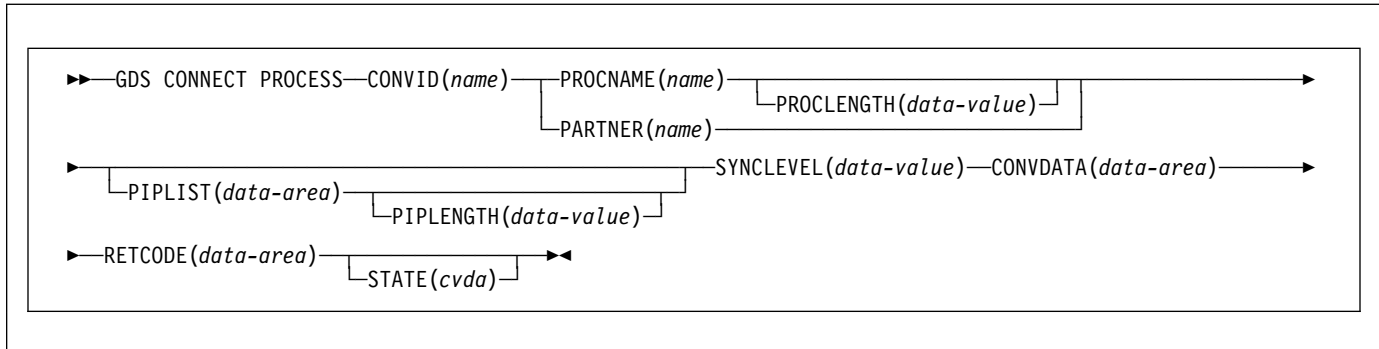 GDS CONNECT PROCESS CONVID(name) PROCNAME(name)
PROCLENGTH(data-value)
PARTNER(name)
SYNCLEVEL(data-value) CONVDATA(data-area)
PIPLIST(data-area)
PIPLENGTH(data-value)
RETCODE(data-area)
STATE(cvda)